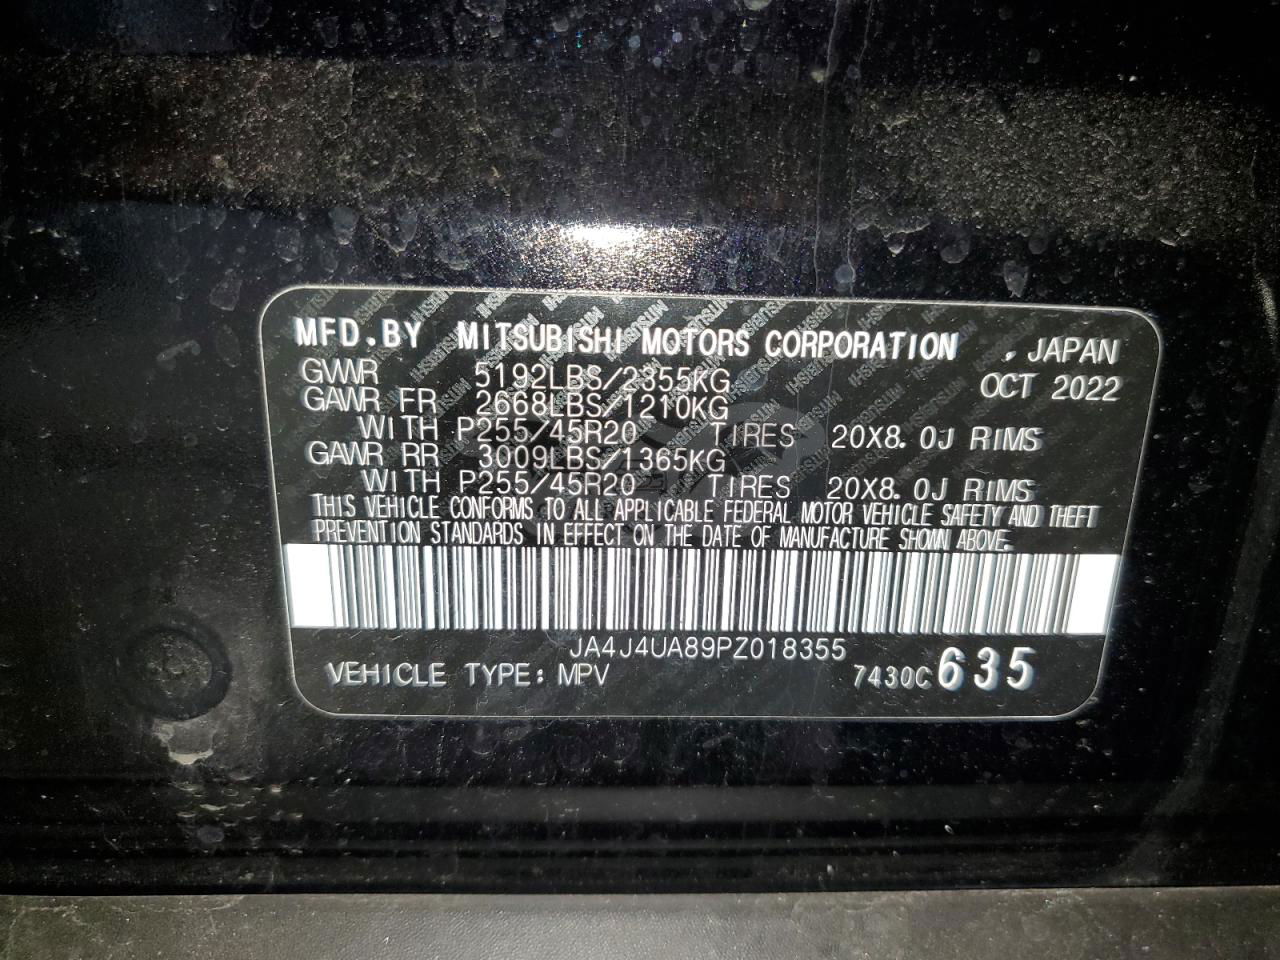 MFD.BY MITSUBISHI MOTORS CORPORATION , JAPAN
GVWR 5192LBS/2355KG OCT 2022
GAWR FR 2668LBS/1210KG
WITH P255/45R20 TIRES 20X8.0J RIMS
GAWR RR 3009LBS/1365KG
WITH P255/45R20 TIRES 20X8.0J RIMS
THIS VEHICLE CONFORMS TO ALL APPLICABLE FEDERAL MOTOR VEHICLE SAFETY AND THEFT
PREVENTION STANDARDS IN EFFECT ON THE DATE OF MANUFACTURE SHOWN ABOVE.
JA4J4UA89PZ018355
VEHICLE TYPE: MPV 7430C 635